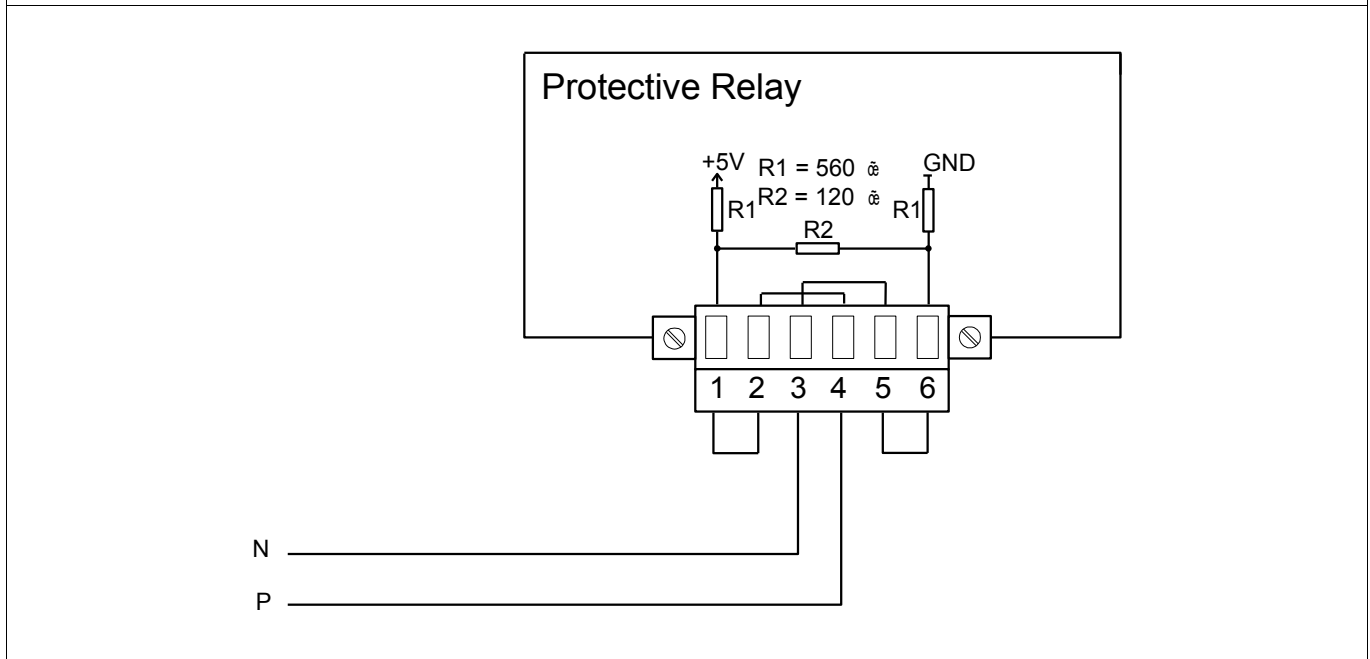 Protective Relay
+5V
R1 = 560 œ̃
GND
R2 = 120 œ̃
R1
R1
R2
1 2 3 4 5 6
N
P